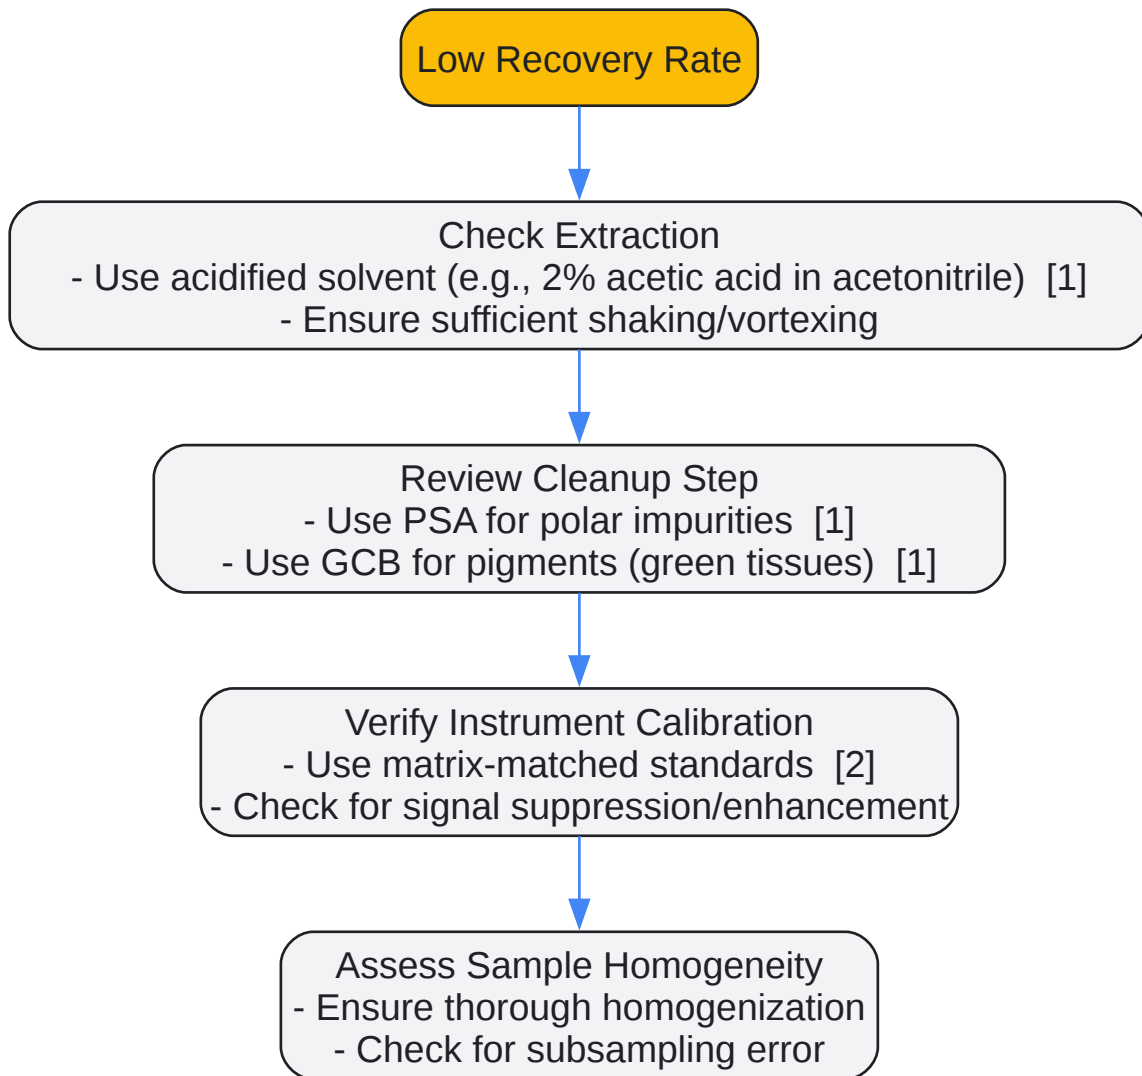 Low Recovery Rate
Check Extraction
- Use acidified solvent (e.g., 2% acetic acid in acetonitrile)  [1]
- Ensure sufficient shaking/vortexing
Review Cleanup Step
- Use PSA for polar impurities  [1]
- Use GCB for pigments (green tissues)  [1]
Verify Instrument Calibration
- Use matrix-matched standards  [2]
- Check for signal suppression/enhancement
Assess Sample Homogeneity
- Ensure thorough homogenization
- Check for subsampling error